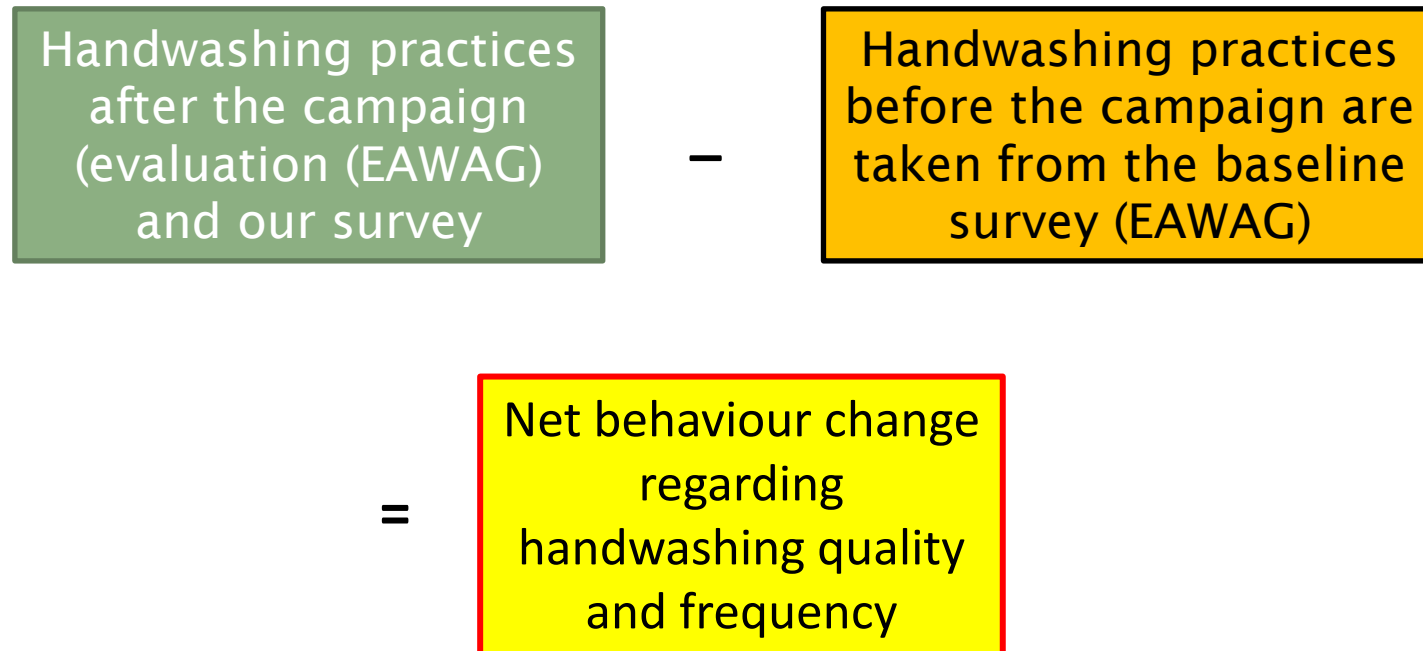 Handwashing practices
after the campaign
(evaluation (EAWAG)
and our survey
–
Handwashing practices
before the campaign are
taken from the baseline
survey (EAWAG)
=
Net behaviour change
regarding
handwashing quality
and frequency